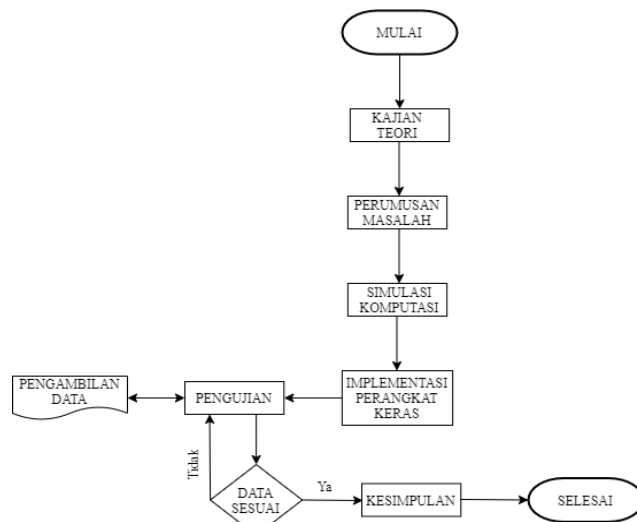 MULAI
KAJIAN
TEORI
PERUMUSAN
MASALAH
SIMULASI
KOMPUTASI
IMPLEMENTASI
PERANGKAT
KERAS
PENGUJIAN
PENGAMBILAN
DATA
Tidak
DATA
SESUAI
Ya
KESIMPULAN
SELESAI